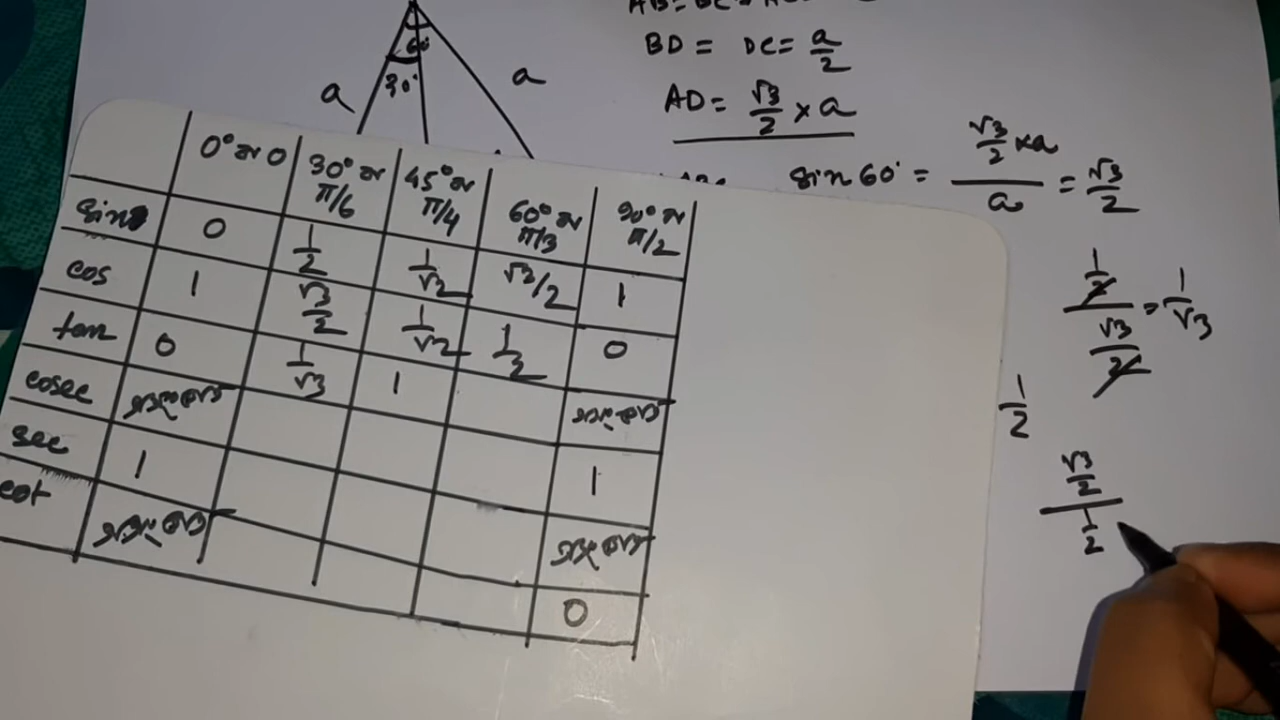 BD = DC = a/2
AD = √3/2 × a
sin 60° = (√3/2 × a)/a = √3/2
60°
30°
a
a
0° or 0 30° or π/6 45° or π/4 60° or π/3 90° or π/2
sin 0 1/2 1/√2 √3/2 1
cos 1 √3/2 1/√2 1/2 0
tan 0 1/√3 1
cosec 
sec 1 1
cot 0
(1/2)/(√3/2) = 1/√3
1/2
(√3/2)/(1/2)